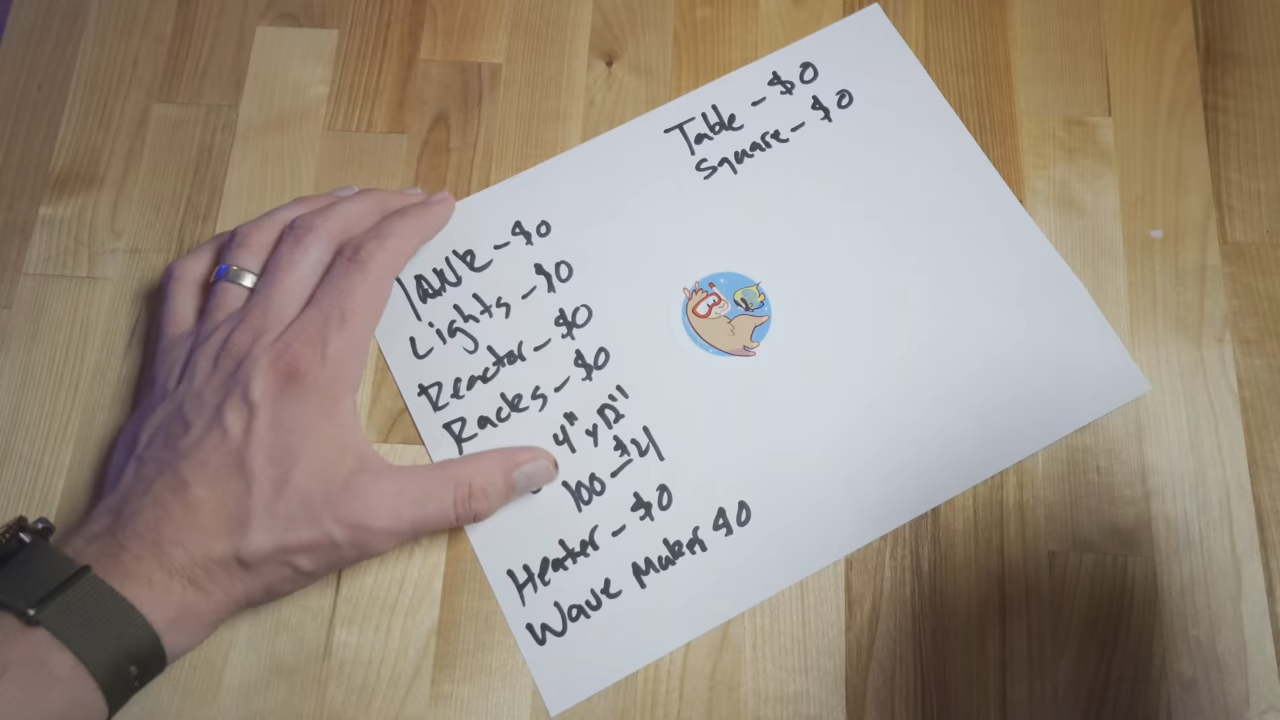 Table - $0
Square - $0
TANK - $0
Lights - $0
Reactor - $0
Racks - $0
4" x 12"
100 - $21
Heater - $0
Wave Maker $0